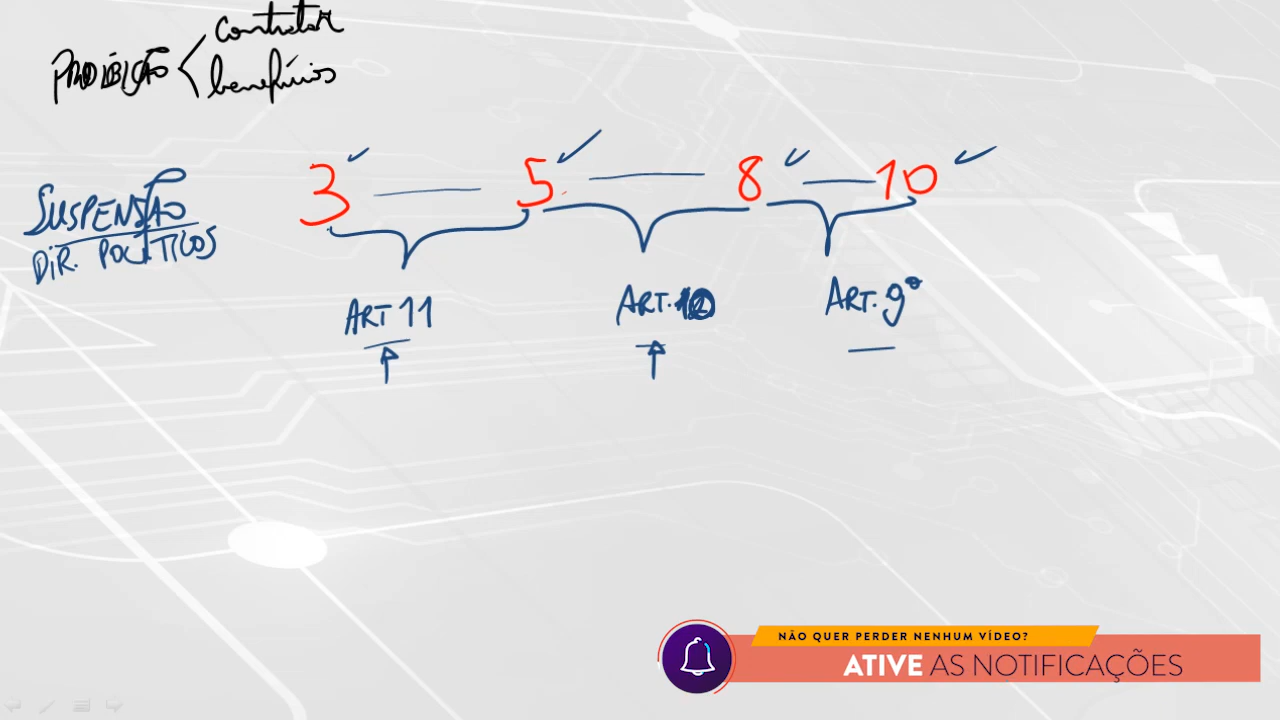 contratar
PROIBIÇÃO
benefícios
3 5 8 10
SUSPENSÃO
DIR. POLÍTICOS
ART 11 ART. 10 ART. 9º
NÃO QUER PERDER NENHUM VÍDEO?
ATIVE AS NOTIFICAÇÕES